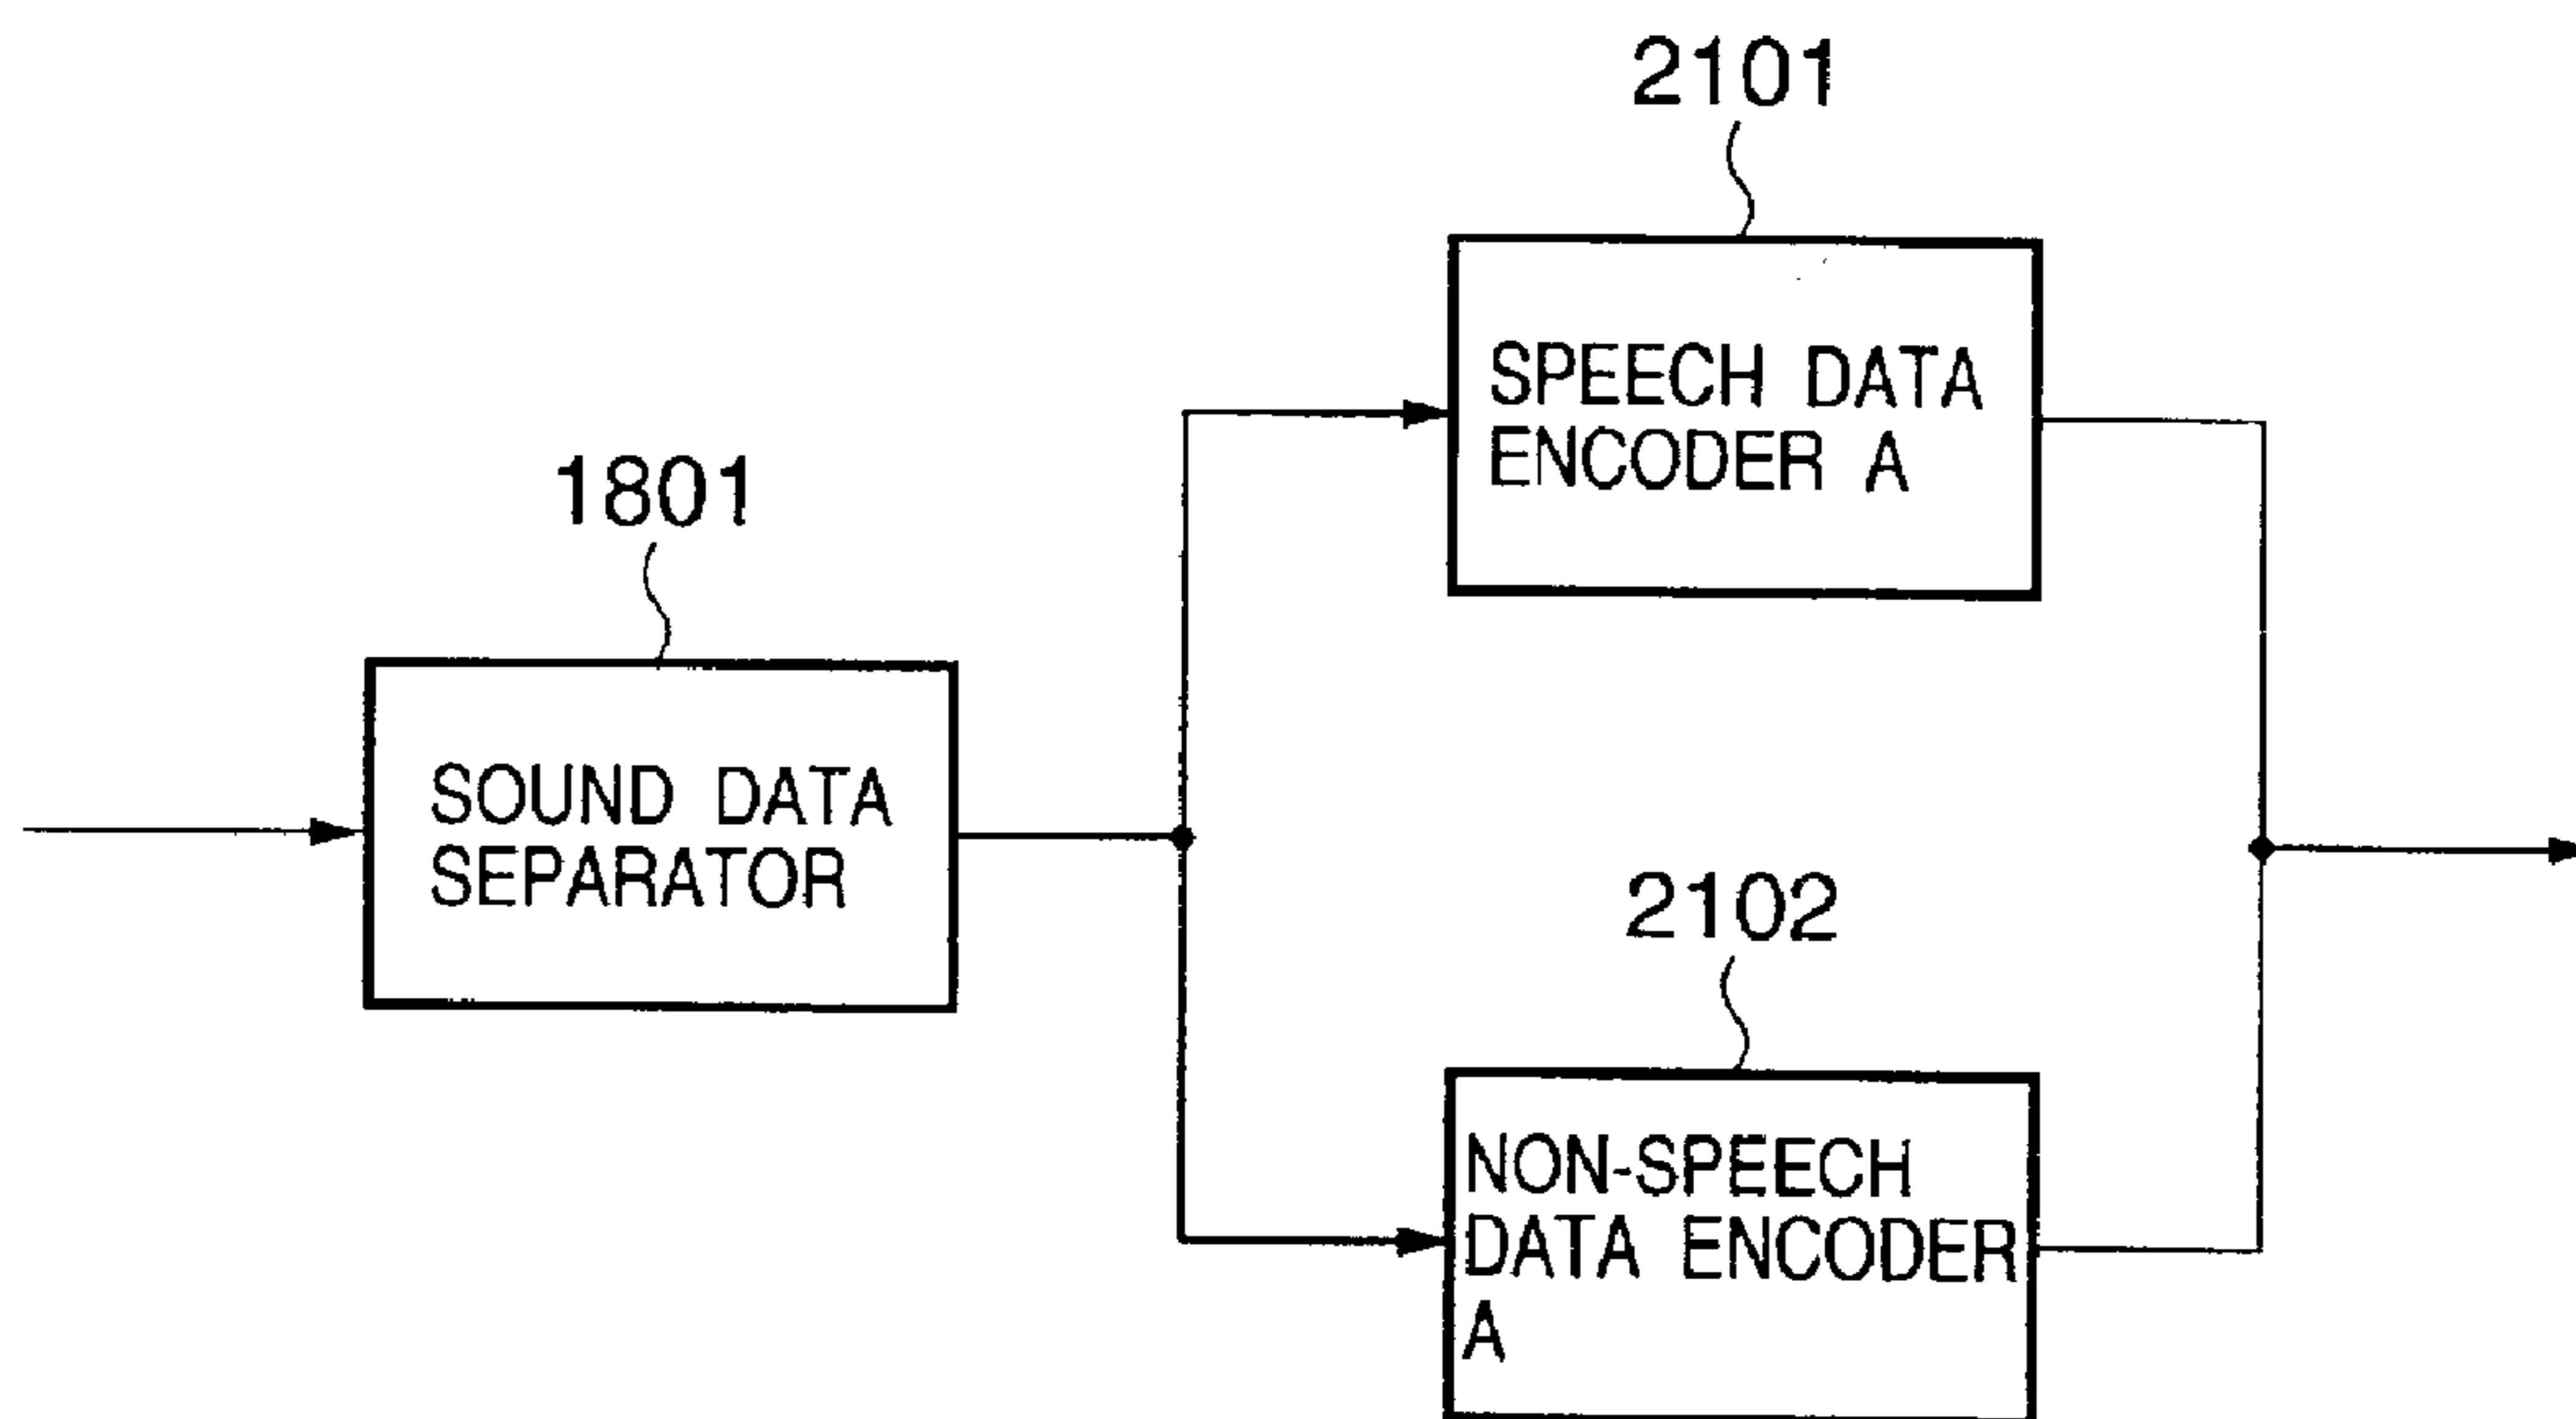 2101
SPEECH DATA
ENCODER A
1801
SOUND DATA
SEPARATOR
2102
NON-SPEECH
DATA ENCODER
A